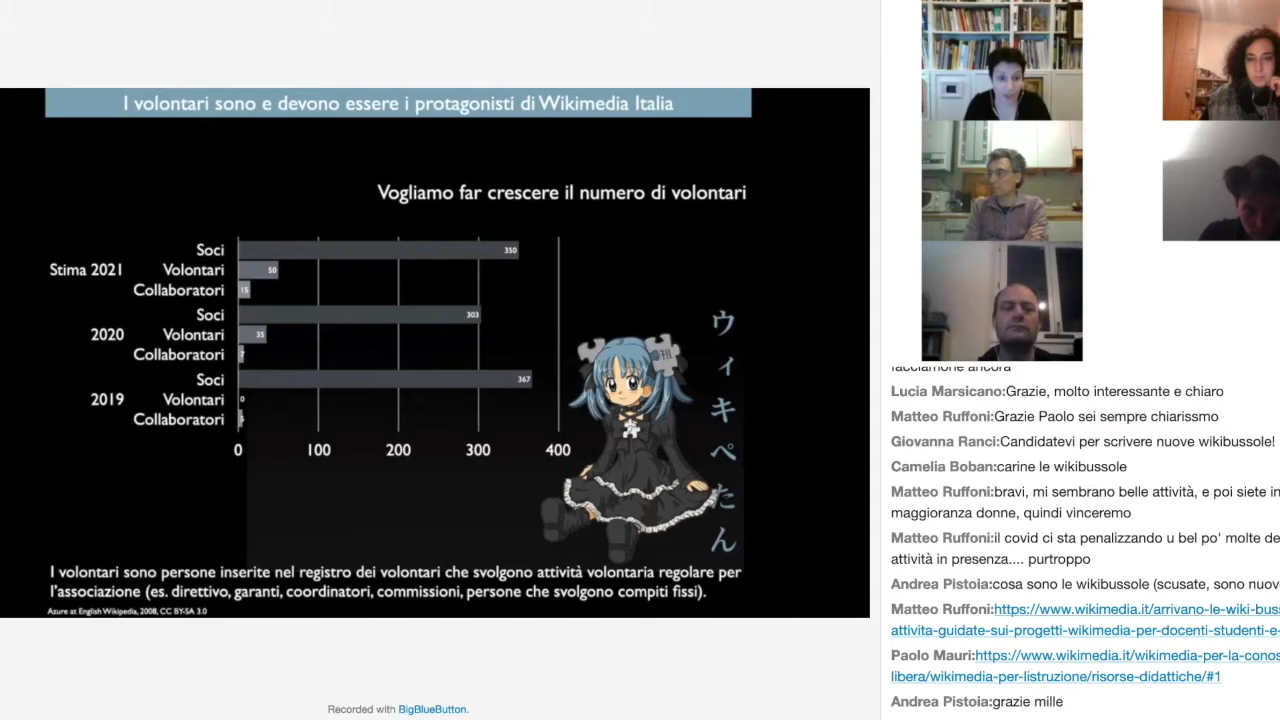 I volontari sono e devono essere i protagonisti di Wikimedia Italia
Vogliamo far crescere il numero di volontari
Soci 350
Stima 2021 Volontari 50
Collaboratori 15
Soci 303
2020 Volontari 35
Collaboratori 7
Soci 367
2019 Volontari 0
Collaboratori
0 100 200 300 400
ウィキペたん
I volontari sono persone inserite nel registro dei volontari che svolgono attività volontaria regolare per
l'associazione (es. direttivo, garanti, coordinatori, commissioni, persone che svolgono compiti fissi).
Azure at English Wikipedia, 2008, CC BY-SA 3.0
Recorded with BigBlueButton.
facciamone ancora
Lucia Marsicano:Grazie, molto interessante e chiaro
Matteo Ruffoni:Grazie Paolo sei sempre chiarissmo
Giovanna Ranci:Candidatevi per scrivere nuove wikibussole!
Camelia Boban:carine le wikibussole
Matteo Ruffoni:bravi, mi sembrano belle attività, e poi siete in
maggioranza donne, quindi vinceremo
Matteo Ruffoni:il covid ci sta penalizzando u bel po' molte de
attività in presenza.... purtroppo
Andrea Pistoia:cosa sono le wikibussole (scusate, sono nuov
Matteo Ruffoni:https://www.wikimedia.it/arrivano-le-wiki-bus
attivita-guidate-sui-progetti-wikimedia-per-docenti-studenti-e-
Paolo Mauri:https://www.wikimedia.it/wikimedia-per-la-conos
libera/wikimedia-per-listruzione/risorse-didattiche/#1
Andrea Pistoia:grazie mille